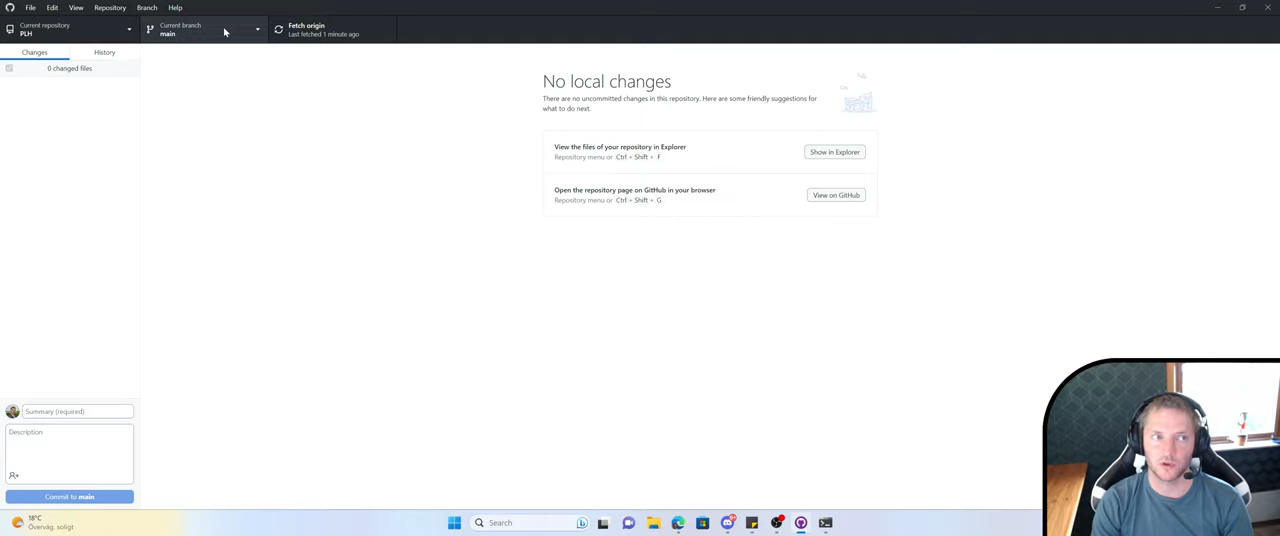 File Edit View Repository Branch Help
Current repository
PLH
Current branch
main
Fetch origin
Last fetched 1 minute ago
Changes History
0 changed files
No local changes
There are no uncommitted changes in this repository. Here are some friendly suggestions for
what to do next.
View the files of your repository in Explorer
Repository menu or Ctrl + Shift + F
Show in Explorer
Open the repository page on GitHub in your browser
Repository menu or Ctrl + Shift + G
View on GitHub
Summary (required)
Description
Commit to main
18°C
Överväg. soligt
Search